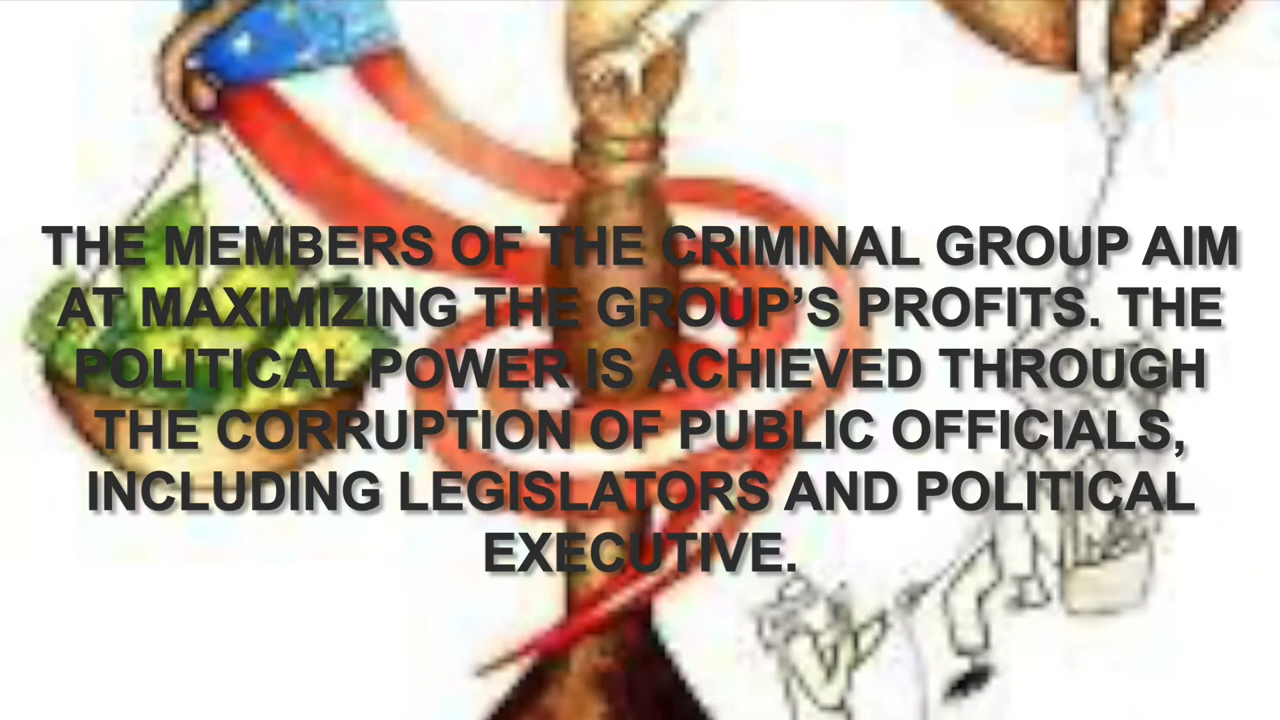 THE MEMBERS OF THE CRIMINAL GROUP AIM
AT MAXIMIZING THE GROUP’S PROFITS. THE
POLITICAL POWER IS ACHIEVED THROUGH
THE CORRUPTION OF PUBLIC OFFICIALS,
INCLUDING LEGISLATORS AND POLITICAL
EXECUTIVE.